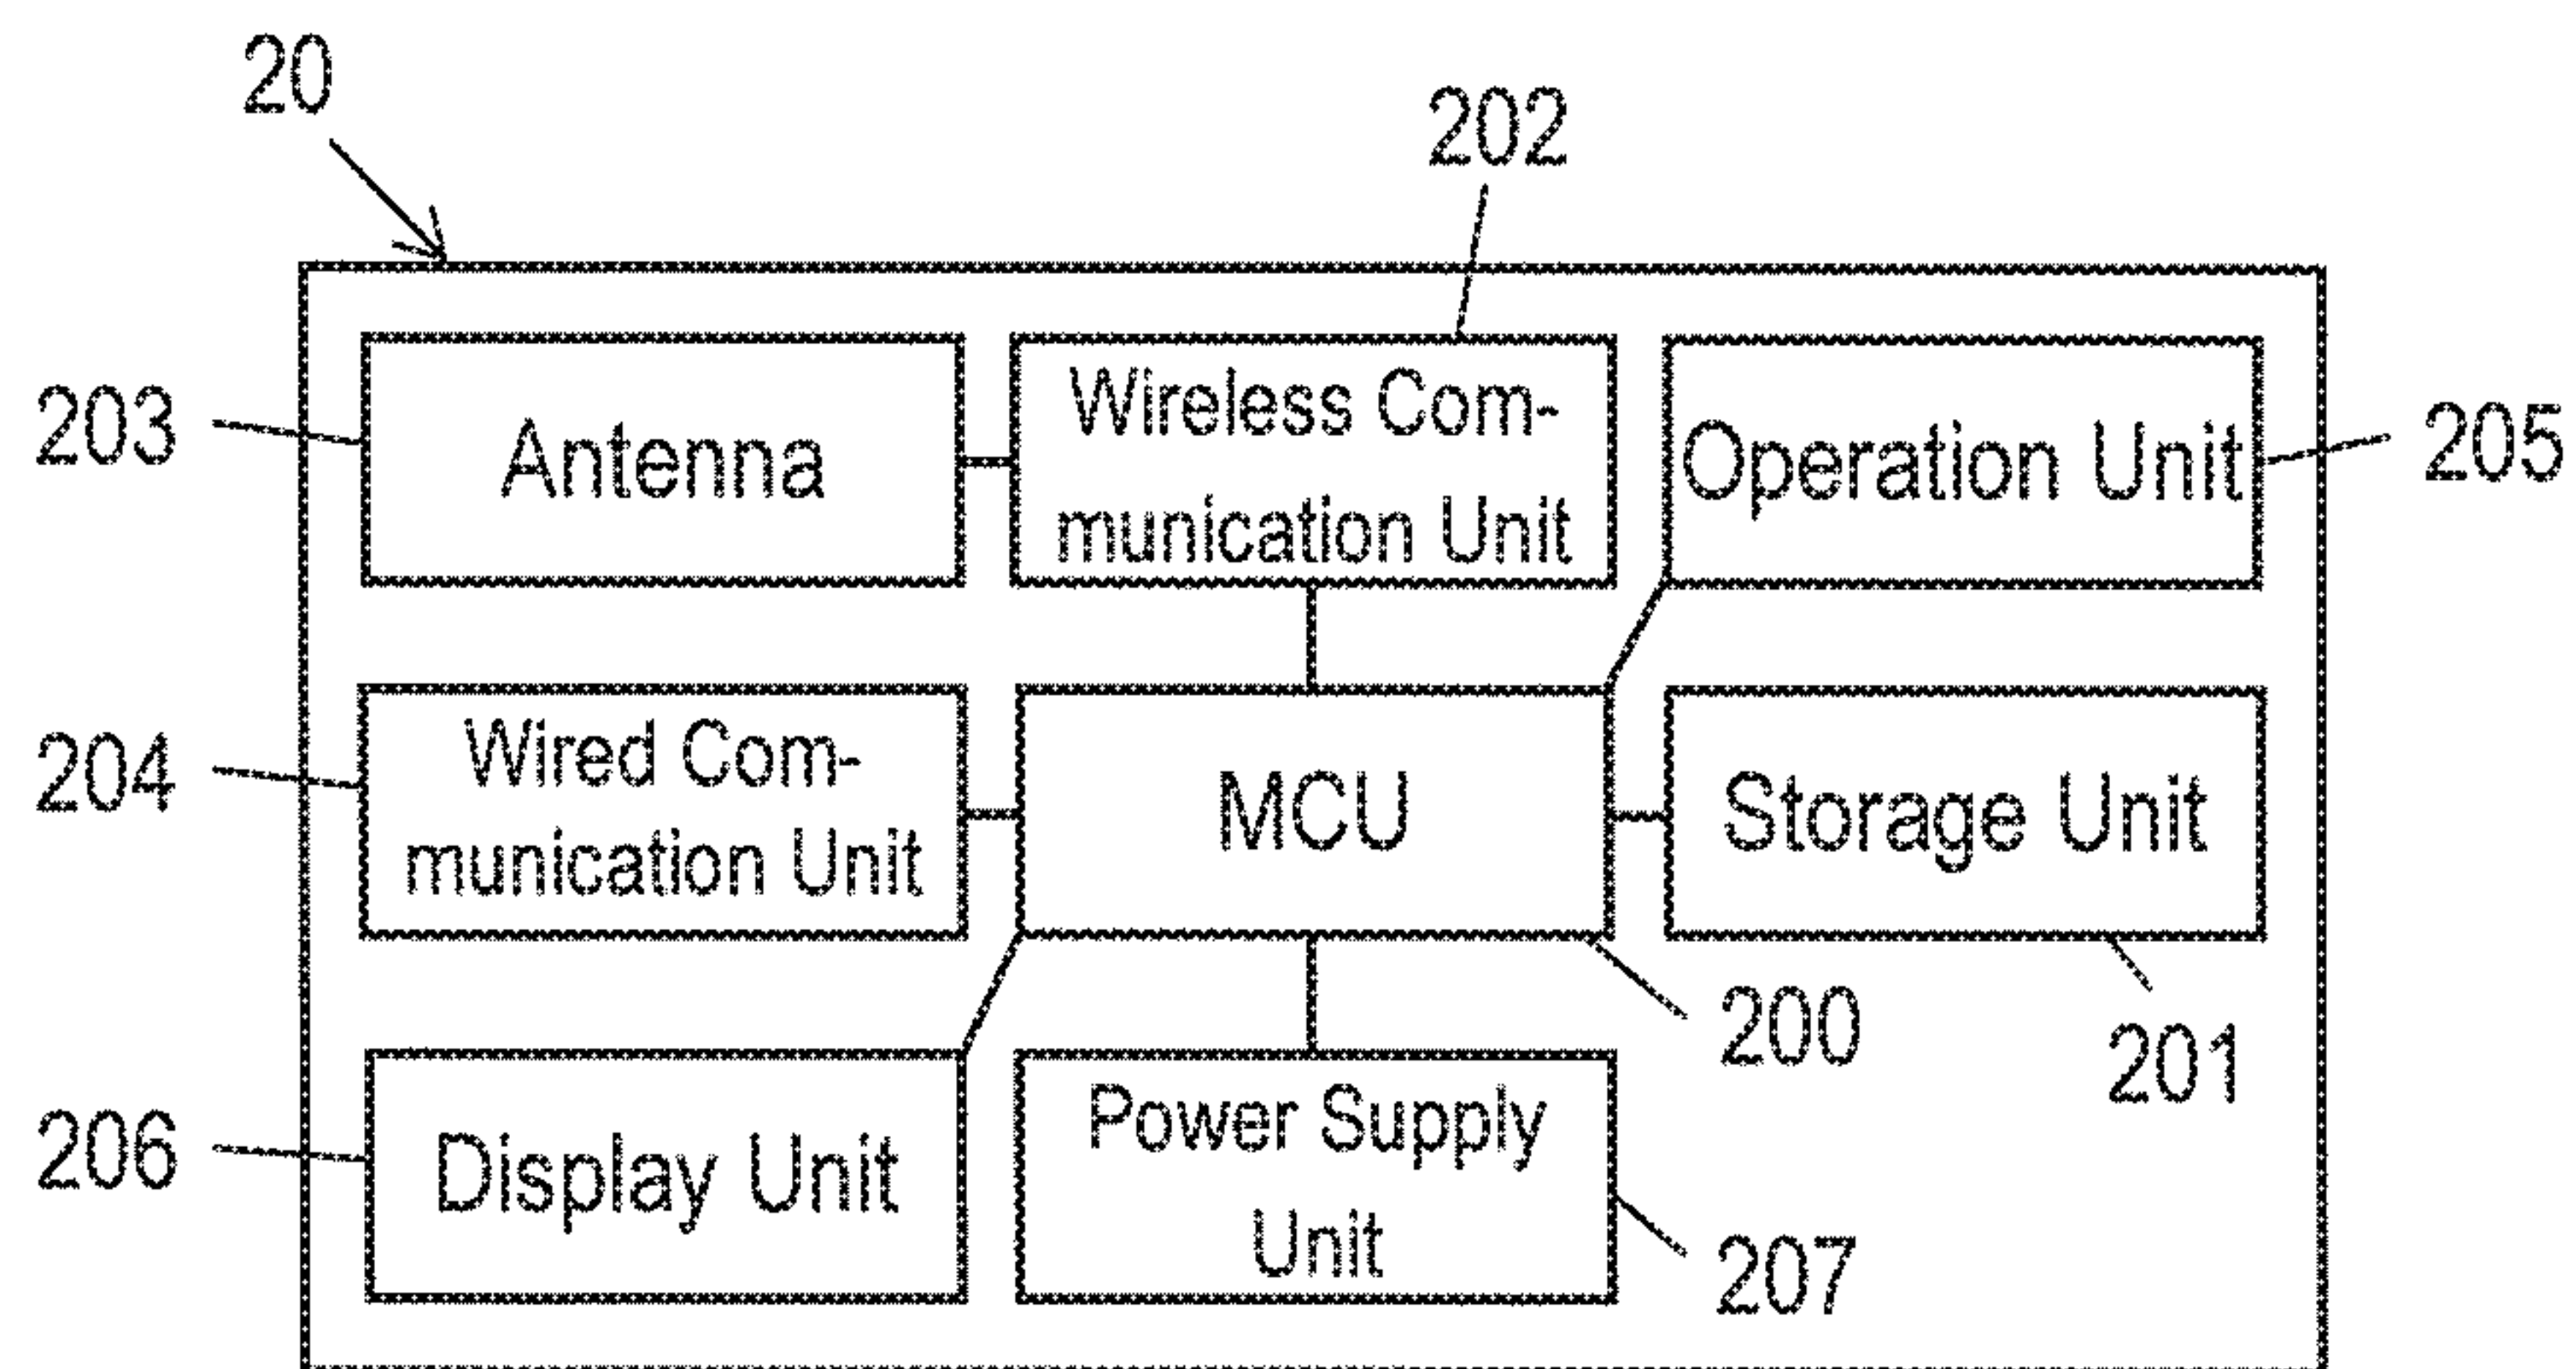 20
202
203
Antenna
Wireless Com-
munication Unit
Operation Unit
205
204
Wired Com-
munication Unit
MCU
Storage Unit
200
201
206
Display Unit
Power Supply
Unit
207